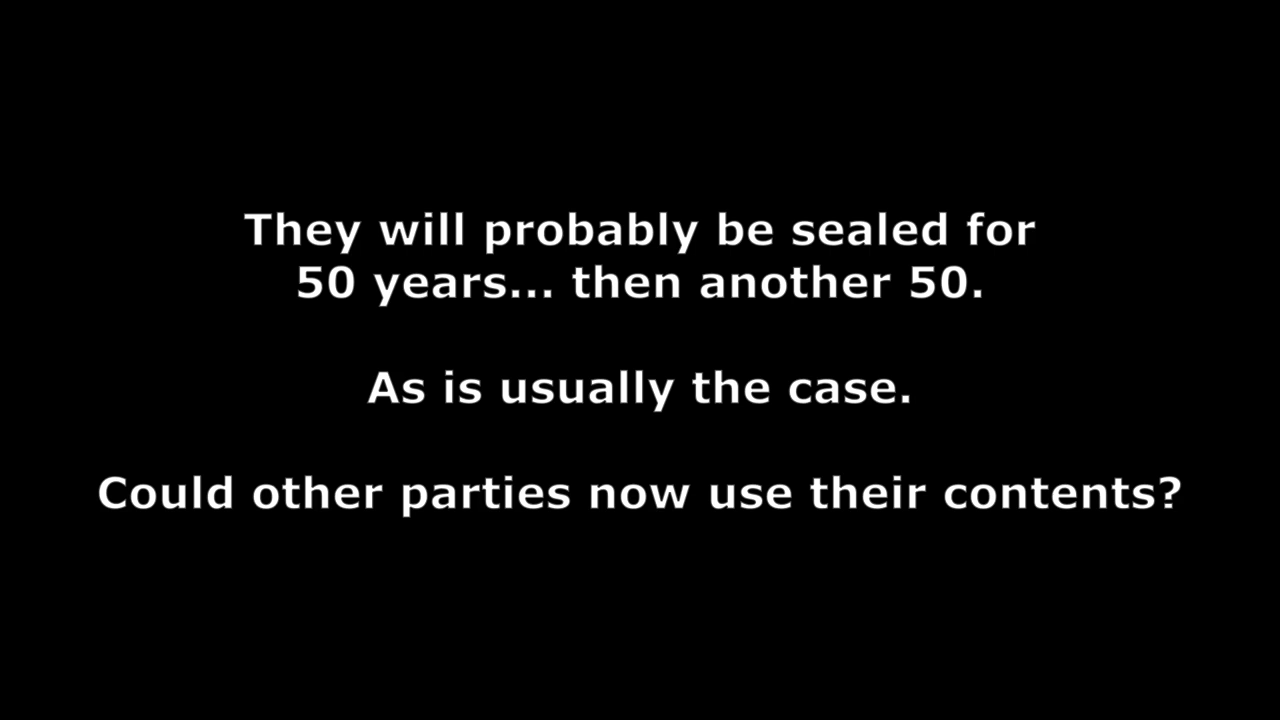 They will probably be sealed for
50 years... then another 50.
As is usually the case.
Could other parties now use their contents?